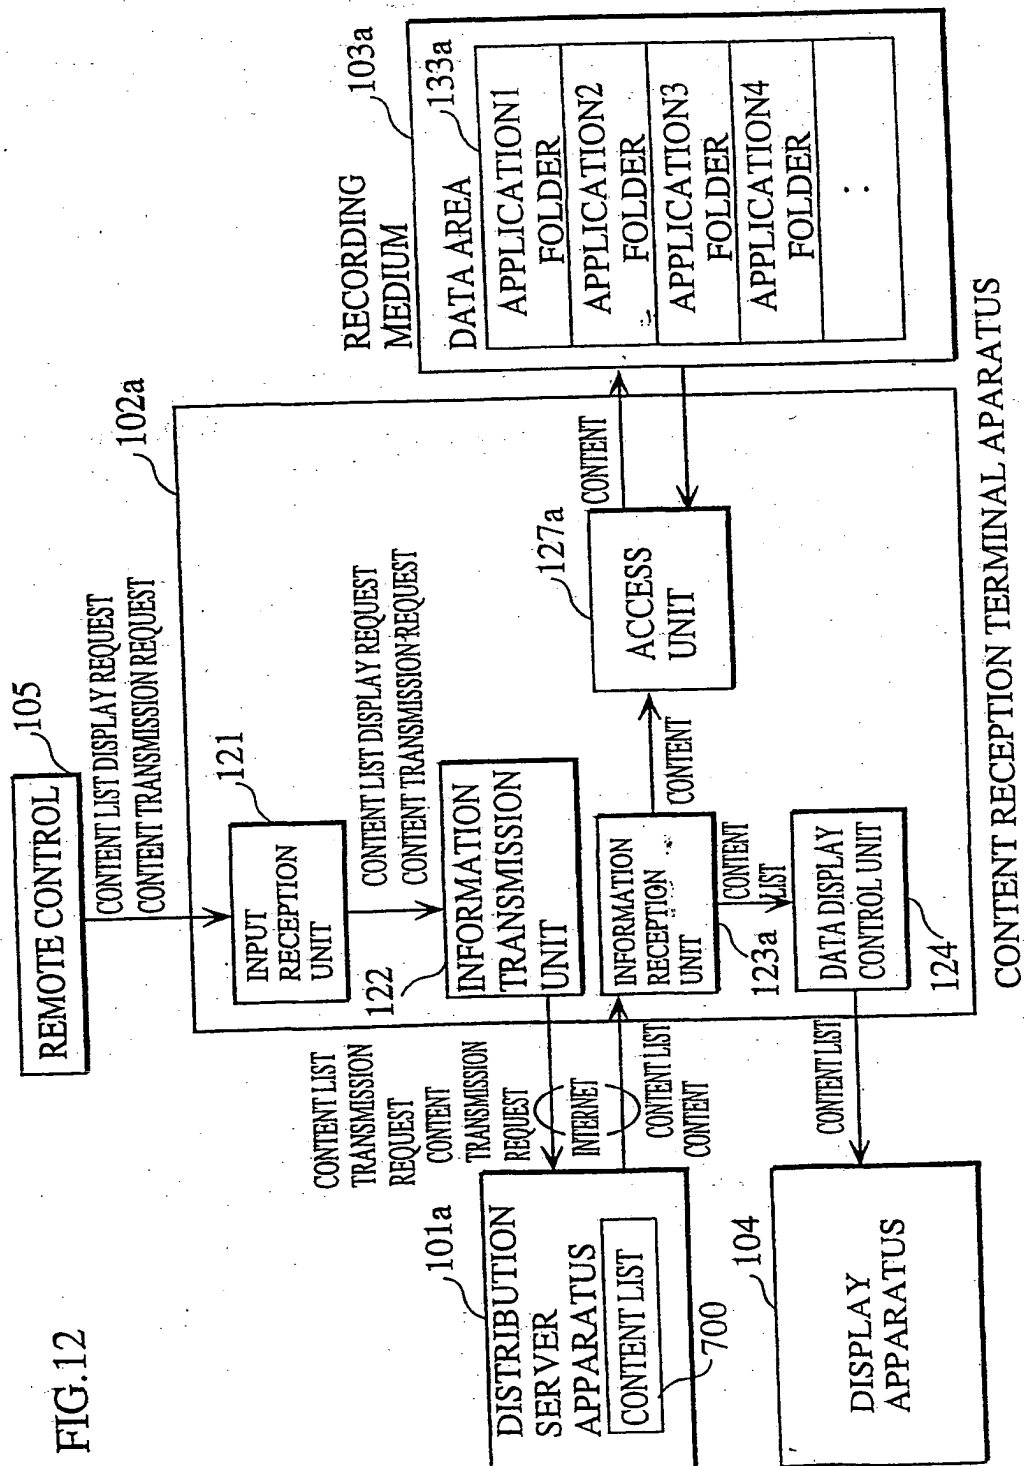 FIG.12
REMOTE CONTROL
105
CONTENT LIST DISPLAY REQUEST
CONTENT TRANSMISSION REQUEST
102a
INPUT
RECEPTION
UNIT
121
CONTENT LIST DISPLAY REQUEST
CONTENT TRANSMISSION REQUEST
122
INFORMATION
TRANSMISSION
UNIT
CONTENT LIST
TRANSMISSION
REQUEST
CONTENT
TRANSMISSION
REQUEST
INTERNET
CONTENT LIST
CONTENT
101a
DISTRIBUTION
SERVER
APPARATUS
CONTENT LIST
700
INFORMATION
RECEPTION
UNIT
123a
CONTENT
CONTENT
LIST
DATA DISPLAY
CONTROL UNIT
124
CONTENT LIST
104
DISPLAY
APPARATUS
127a
ACCESS
UNIT
CONTENT
RECORDING
MEDIUM
103a
DATA AREA
133a
APPLICATION1
FOLDER
APPLICATION2
FOLDER
APPLICATION3
FOLDER
APPLICATION4
FOLDER
:
CONTENT RECEPTION TERMINAL APARATUS